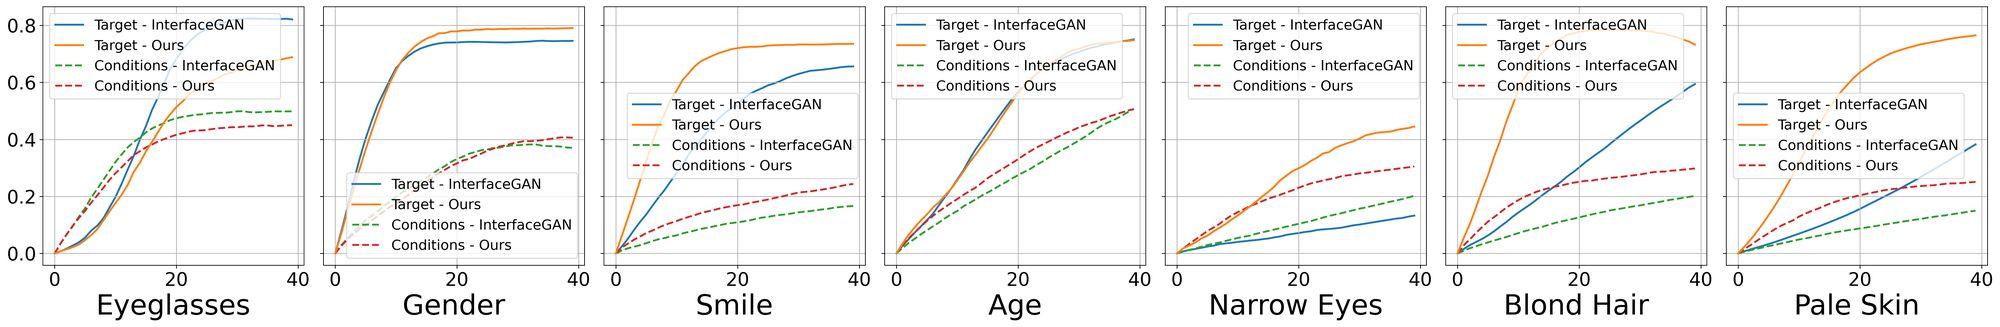 0.8
0.6
0.4
0.2
0.0
Target - InterfaceGAN
Target - Ours
Conditions - InterfaceGAN
Conditions - Ours
0 20 40
Eyeglasses
Target - InterfaceGAN
Target - Ours
Conditions - InterfaceGAN
Conditions - Ours
0 20 40
Gender
Target - InterfaceGAN
Target - Ours
Conditions - InterfaceGAN
Conditions - Ours
0 20 40
Smile
Target - InterfaceGAN
Target - Ours
Conditions - InterfaceGAN
Conditions - Ours
0 20 40
Age
Target - InterfaceGAN
Target - Ours
Conditions - InterfaceGAN
Conditions - Ours
0 20 40
Narrow Eyes
Target - InterfaceGAN
Target - Ours
Conditions - InterfaceGAN
Conditions - Ours
0 20 40
Blond Hair
Target - InterfaceGAN
Target - Ours
Conditions - InterfaceGAN
Conditions - Ours
0 20 40
Pale Skin